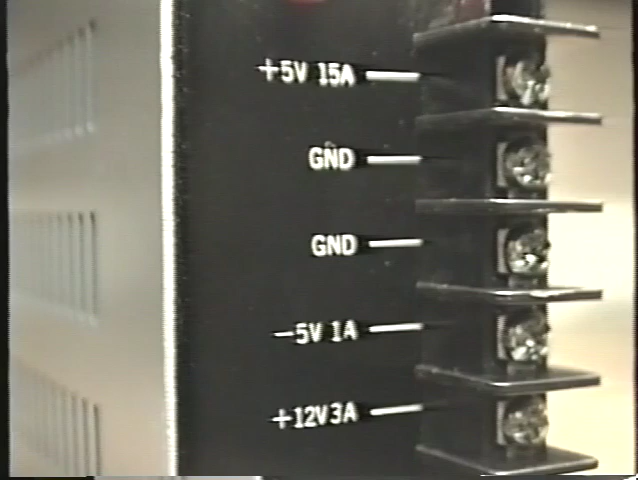 +5V 15A
GND
GND
-5V 1A
+12V 3A